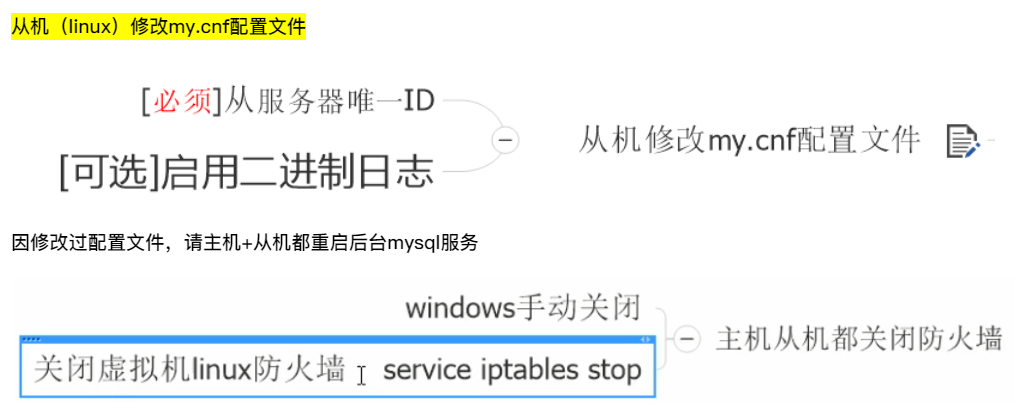 从机（linux）修改my.cnf配置文件
[必须]从服务器唯一ID
从机修改my.cnf配置文件
[可选]启用二进制日志
因修改过配置文件，请主机+从机都重启后台mysql服务
windows手动关闭
主机从机都关闭防火墙
关闭虚拟机linux防火墙 service iptables stop